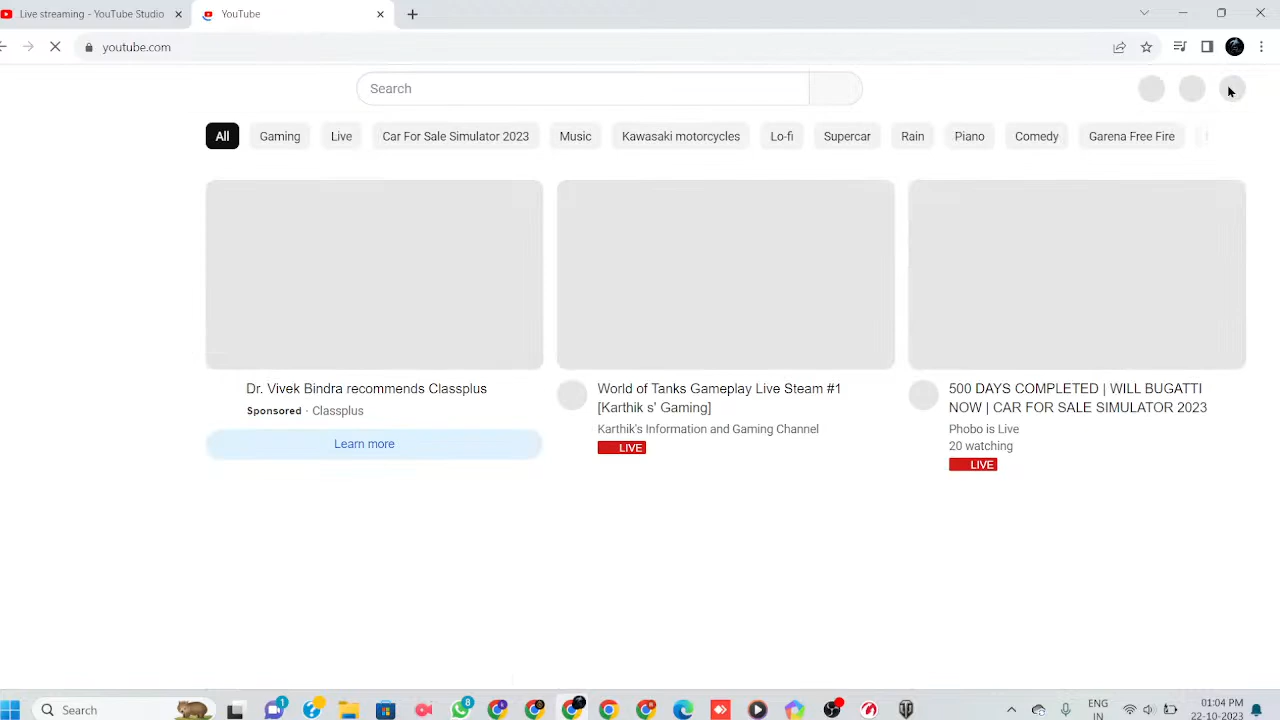 Live streaming - YouTube Studio
YouTube
youtube.com
Search
All
Gaming
Live
Car For Sale Simulator 2023
Music
Kawasaki motorcycles
Lo-fi
Supercar
Rain
Piano
Comedy
Garena Free Fire
Dr. Vivek Bindra recommends Classplus
Sponsored · Classplus
Learn more
World of Tanks Gameplay Live Steam #1
[Karthik s' Gaming]
Karthik's Information and Gaming Channel
LIVE
500 DAYS COMPLETED | WILL BUGATTI
NOW | CAR FOR SALE SIMULATOR 2023
Phobo is Live
20 watching
LIVE
Search
1
8
ENG
IN
01:04 PM
22-10-2023